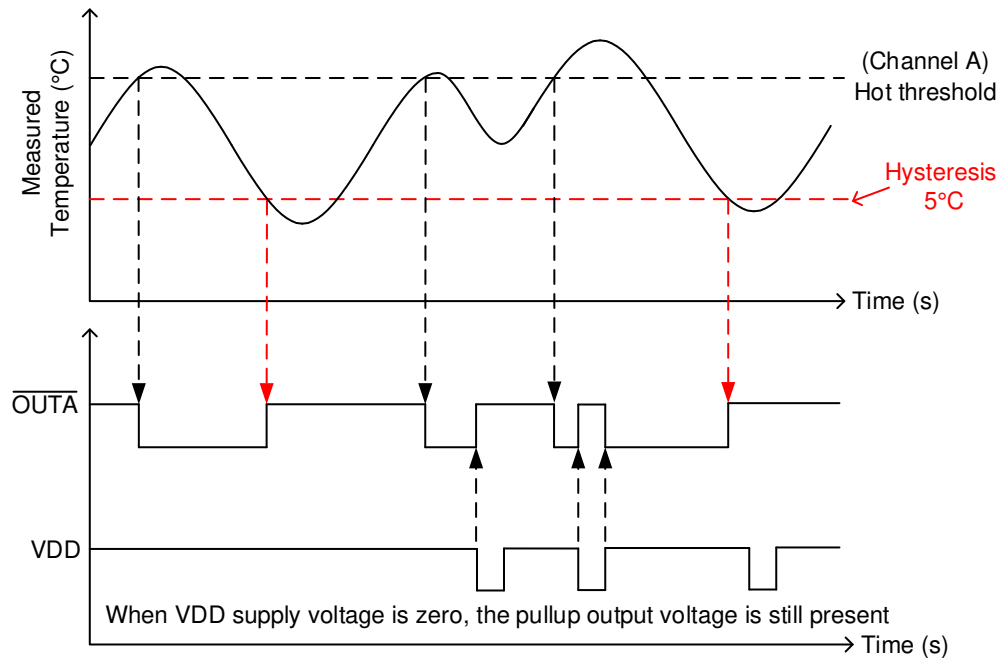 Measured
Temperature (°C)
(Channel A)
Hot threshold
Hysteresis
5°C
Time (s)
OUTA
VDD
When VDD supply voltage is zero, the pullup output voltage is still present
Time (s)